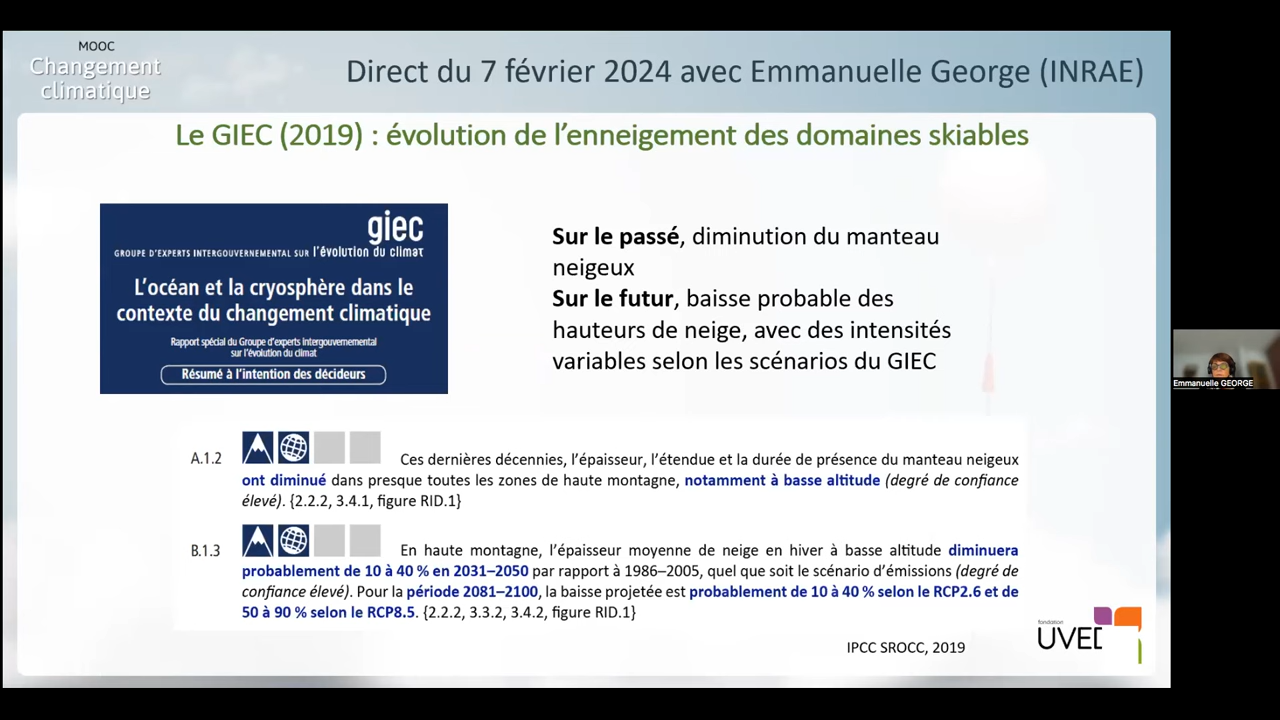 MOOC
Changement
climatique
Direct du 7 février 2024 avec Emmanuelle George (INRAE)
Le GIEC (2019) : évolution de l’enneigement des domaines skiables
giec
GROUPE D'EXPERTS INTERGOUVERNEMENTAL SUR l'évolution du climat
L'océan et la cryosphère dans le
contexte du changement climatique
Rapport spécial du Groupe d'experts intergouvernemental
sur l'évolution du climat
Résumé à l'intention des décideurs
Sur le passé, diminution du manteau
neigeux
Sur le futur, baisse probable des
hauteurs de neige, avec des intensités
variables selon les scénarios du GIEC
A.1.2 Ces dernières décennies, l’épaisseur, l’étendue et la durée de présence du manteau neigeux
ont diminué dans presque toutes les zones de haute montagne, notamment à basse altitude (degré de confiance
élevé). {2.2.2, 3.4.1, figure RID.1}
B.1.3 En haute montagne, l’épaisseur moyenne de neige en hiver à basse altitude diminuera
probablement de 10 à 40 % en 2031–2050 par rapport à 1986–2005, quel que soit le scénario d’émissions (degré de
confiance élevé). Pour la période 2081–2100, la baisse projetée est probablement de 10 à 40 % selon le RCP2.6 et de
50 à 90 % selon le RCP8.5. {2.2.2, 3.3.2, 3.4.2, figure RID.1}
IPCC SROCC, 2019
fondation
UVED
Emmanuelle GEORGE